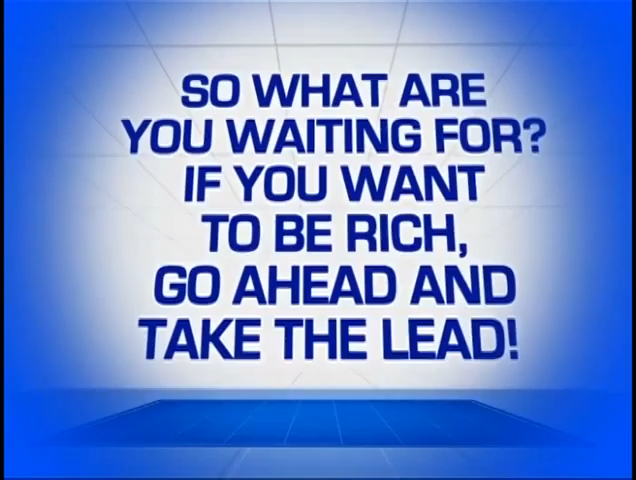 SO WHAT ARE
YOU WAITING FOR?
IF YOU WANT
TO BE RICH,
GO AHEAD AND
TAKE THE LEAD!